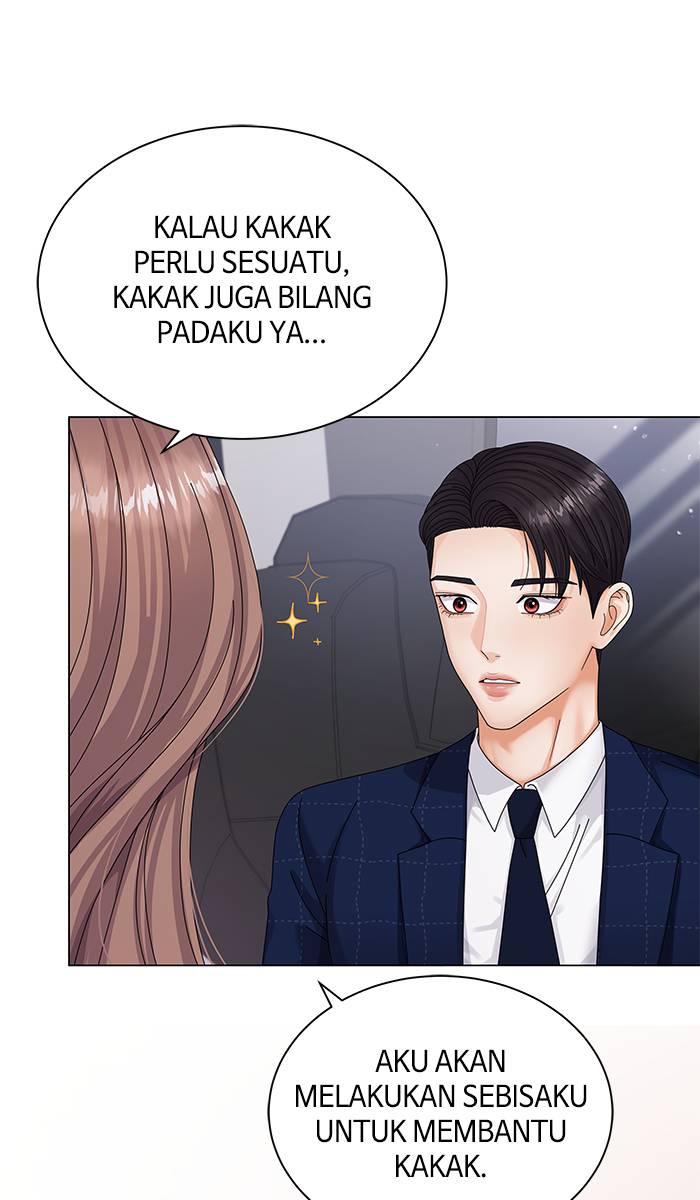 KALAU KAKAK
PERLU SESUATU,
KAKAK JUGA BILANG
PADAKU YA...
AKU AKAN
MELAKUKAN SEBISAKU
UNTUK MEMBANTU
KAKAK.